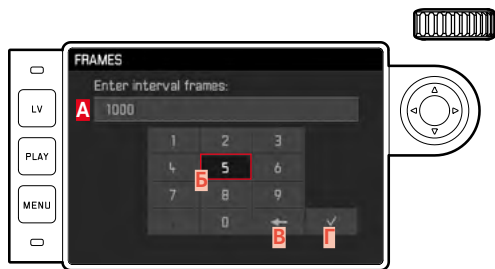 FRAMES
Enter interval frames:
А 1000
1 2 3
4 5 6
Б
7 8 9
0
В Г
LV
PLAY
MENU